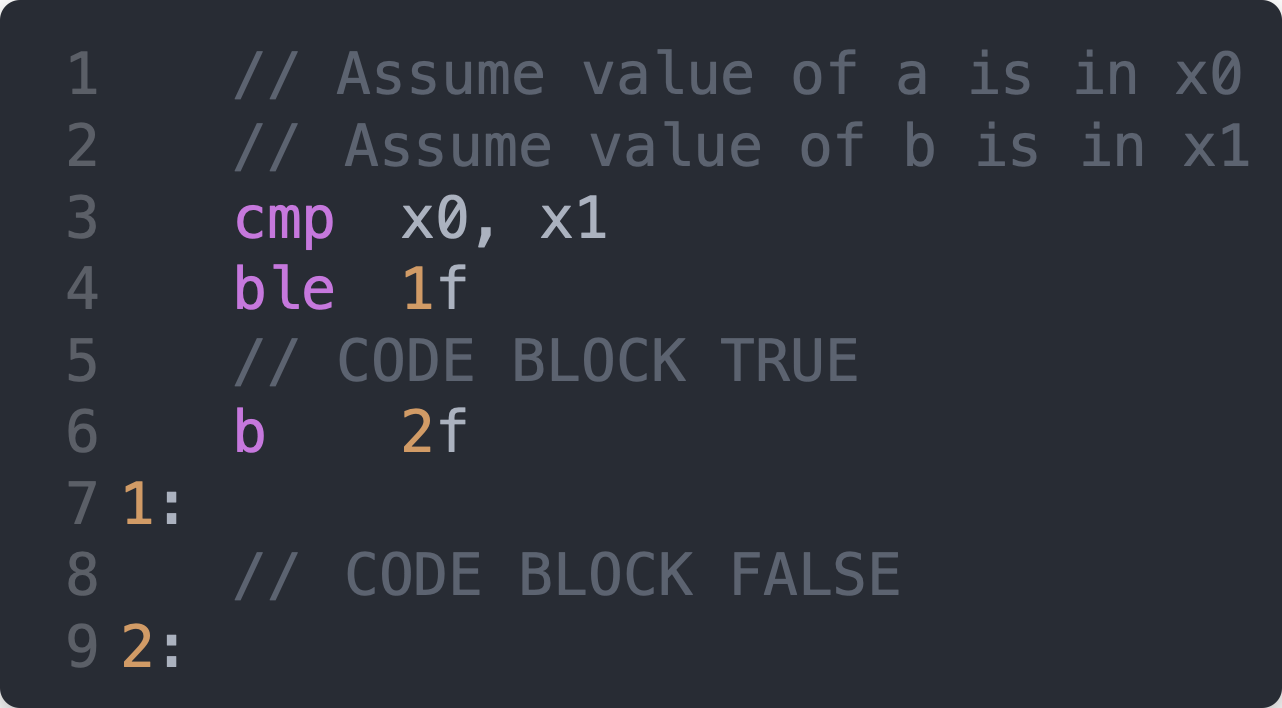 1 // Assume value of a is in x0
2 // Assume value of b is in x1
3 cmp x0, x1
4 ble 1f
5 // CODE BLOCK TRUE
6 b 2f
7 1:
8 // CODE BLOCK FALSE
9 2: